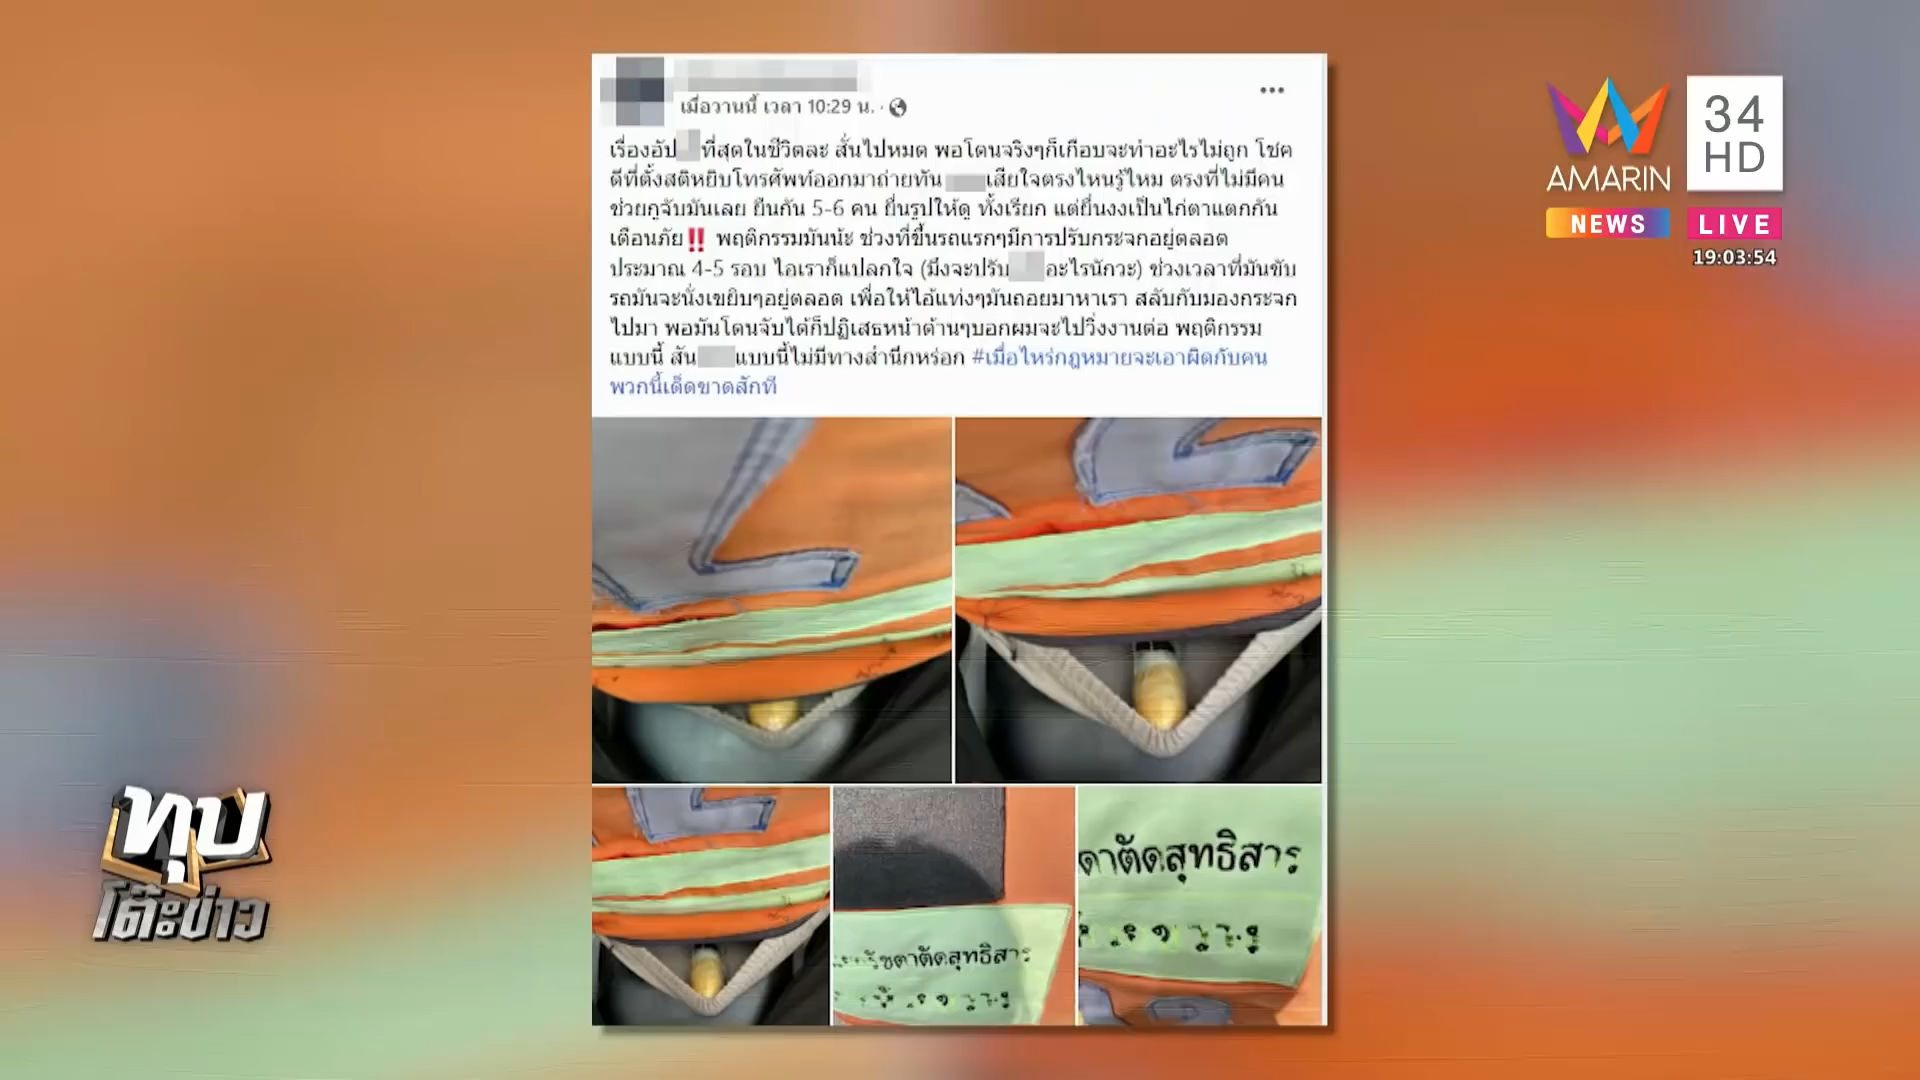 เมื่อวานนี้ เวลา 10:29 น.
เรื่องอัป ที่สุดในชีวิตละ สั่นไปหมด พอโดนจริงๆก็เกือบจะทำอะไรไม่ถูก โชค
ดีที่ตั้งสติหยิบโทรศัพท์ออกมาถ่ายทัน เสียใจตรงไหนรู้ไหม ตรงที่ไม่มีคน
ช่วยกูจับมันเลย ยืนกัน 5-6 คน ยื่นรูปให้ดู ทั้งเรียก แต่ยื่นงงเป็นไก่ตาแตกกัน
เตือนภัย‼️ พฤติกรรมมันน้ะ ช่วงที่ขึ้นรถแรกๆมีการปรับกระจกอยู่ตลอด
ประมาณ 4-5 รอบ ไอเราก็แปลกใจ (มึงจะปรับ อะไรนักวะ) ช่วงเวลาที่มันขับ
รถมันจะนั่งเขยิบๆอยู่ตลอด เพื่อให้ไอ้แท่งๆมันถอยมาหาเรา สลับกับมองกระจก
ไปมา พอมันโดนจับได้ก็ปฏิเสธหน้าด้านๆบอกผมจะไปวิ่งงานต่อ พฤติกรรม
แบบนี้ สัน แบบนี้ไม่มีทางสำนึกหร่อก #เมื่อไหร่กฎหมายจะเอาผิดกับคน
พวกนี้เด็ดขาดสักที
AMARIN
34
HD
NEWS
LIVE
19:03:54
รัชดาตัดสุทธิสาร
ดาตัดสุทธิสาร
ทุบ
โต๊ะข่าว